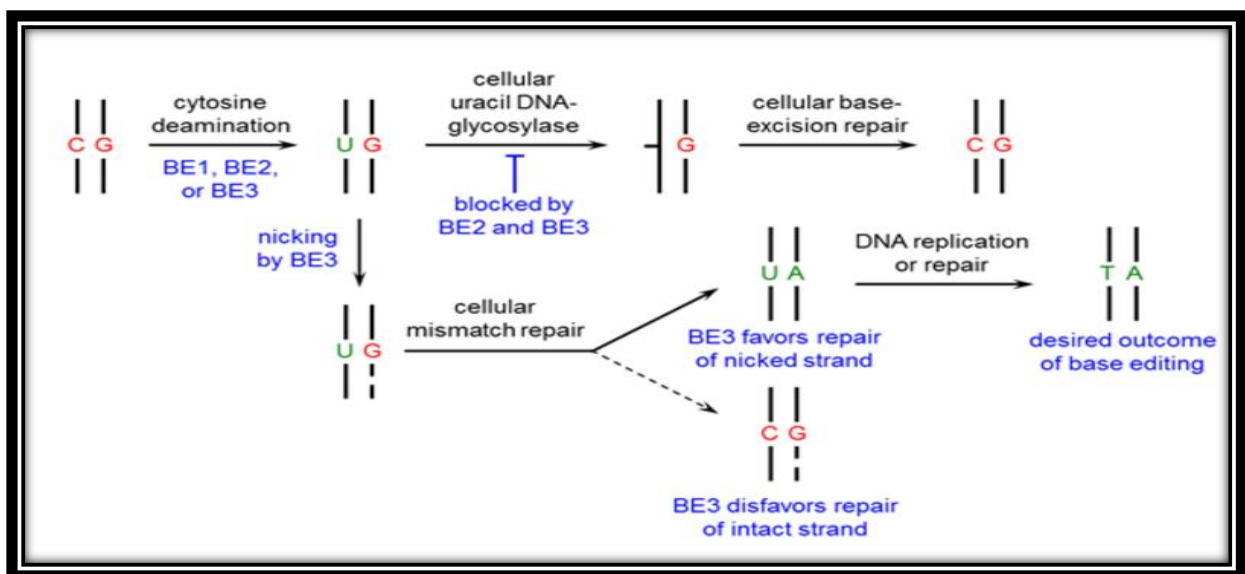 cytosine
deamination
C G
BE1, BE2,
or BE3
U G
cellular
uracil DNA-
glycosylase
blocked by
BE2 and BE3
G
cellular base-
excision repair
C G
nicking
by BE3
U G
cellular
mismatch repair
U A
BE3 favors repair
of nicked strand
DNA replication
or repair
T A
desired outcome
of base editing
C G
BE3 disfavors repair
of intact strand